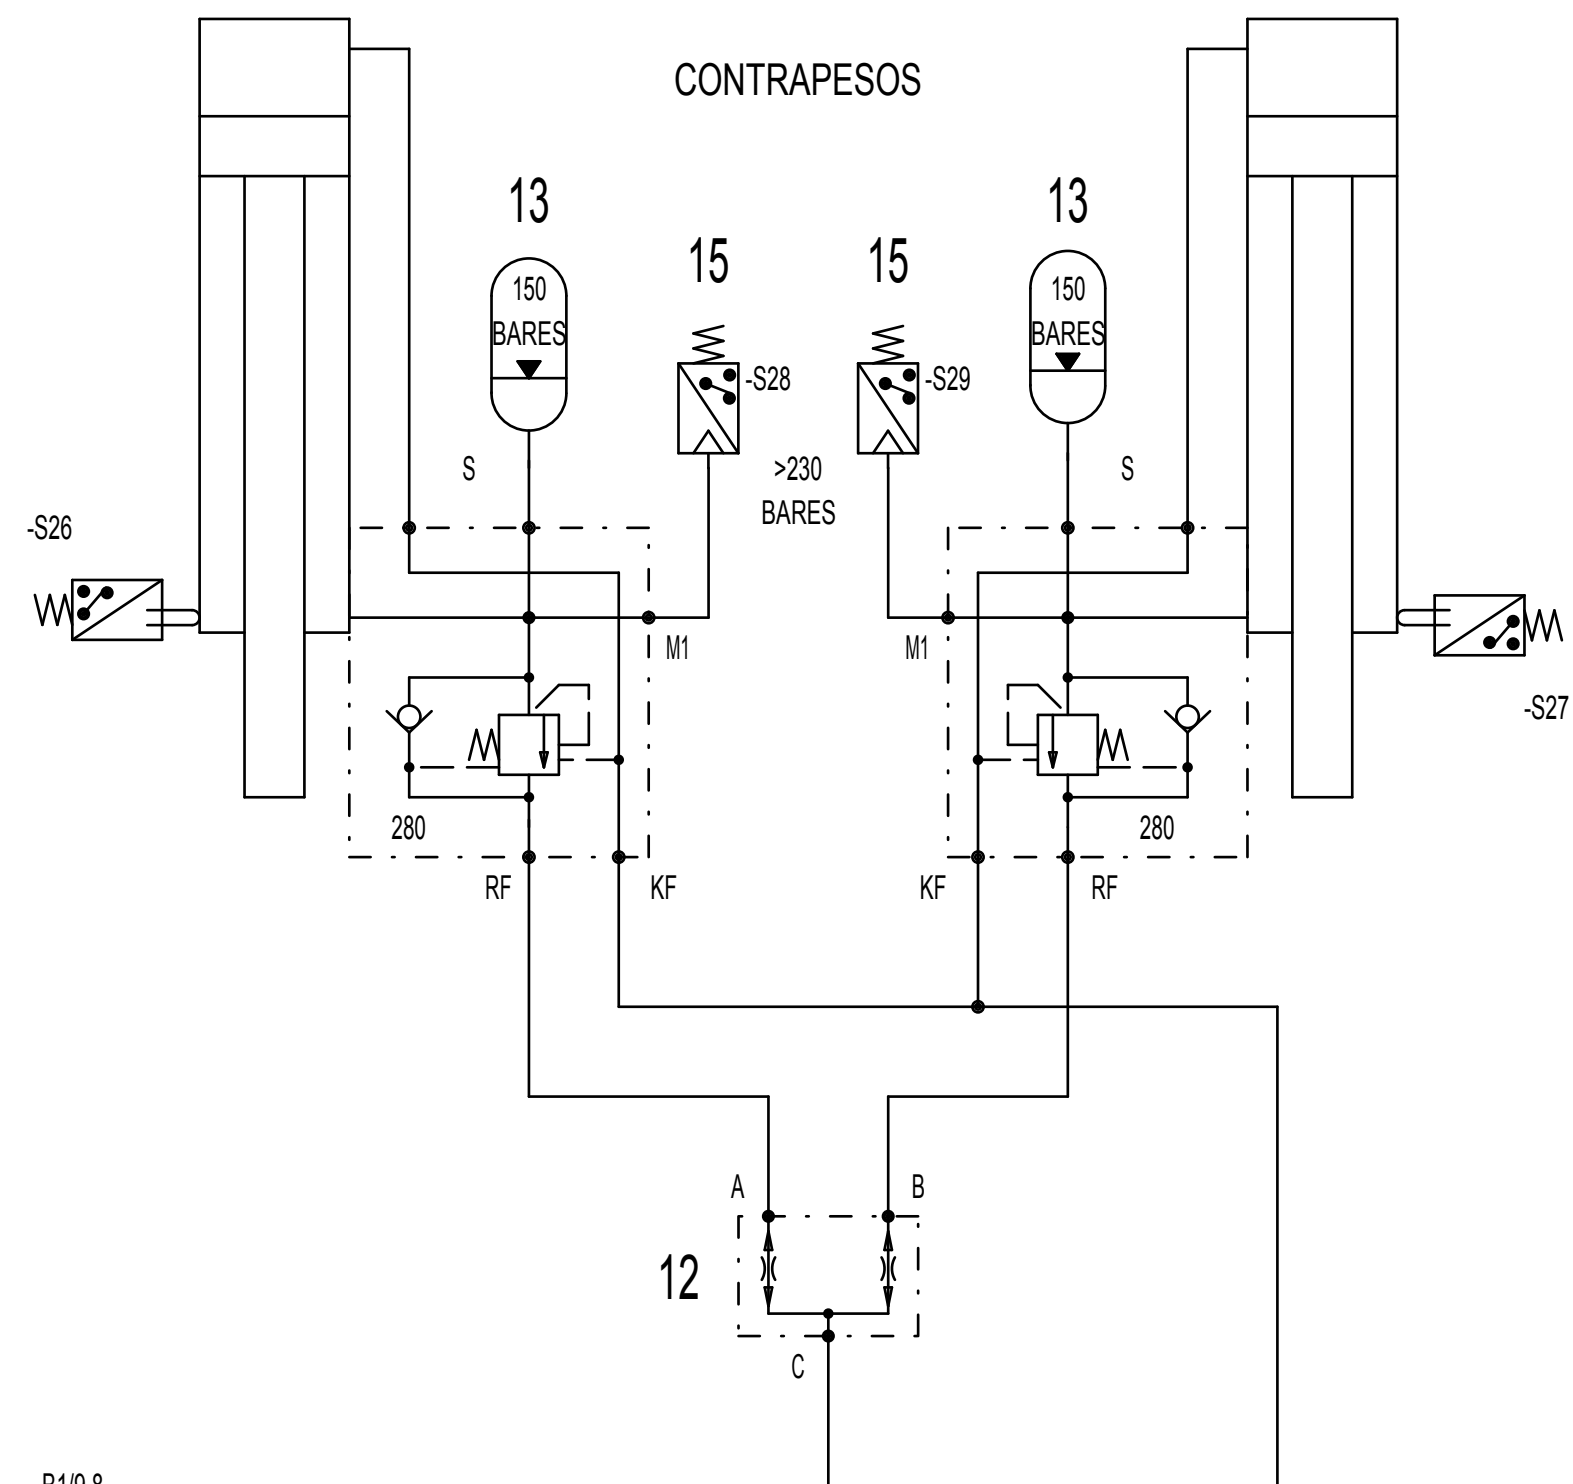 CONTRAPESOS
13
13
15
15
150
BARES
150
BARES
-S28
-S29
S
>230
BARES
S
-S26
M1
M1
-S27
280
280
RF
KF
KF
RF
A
B
12
C